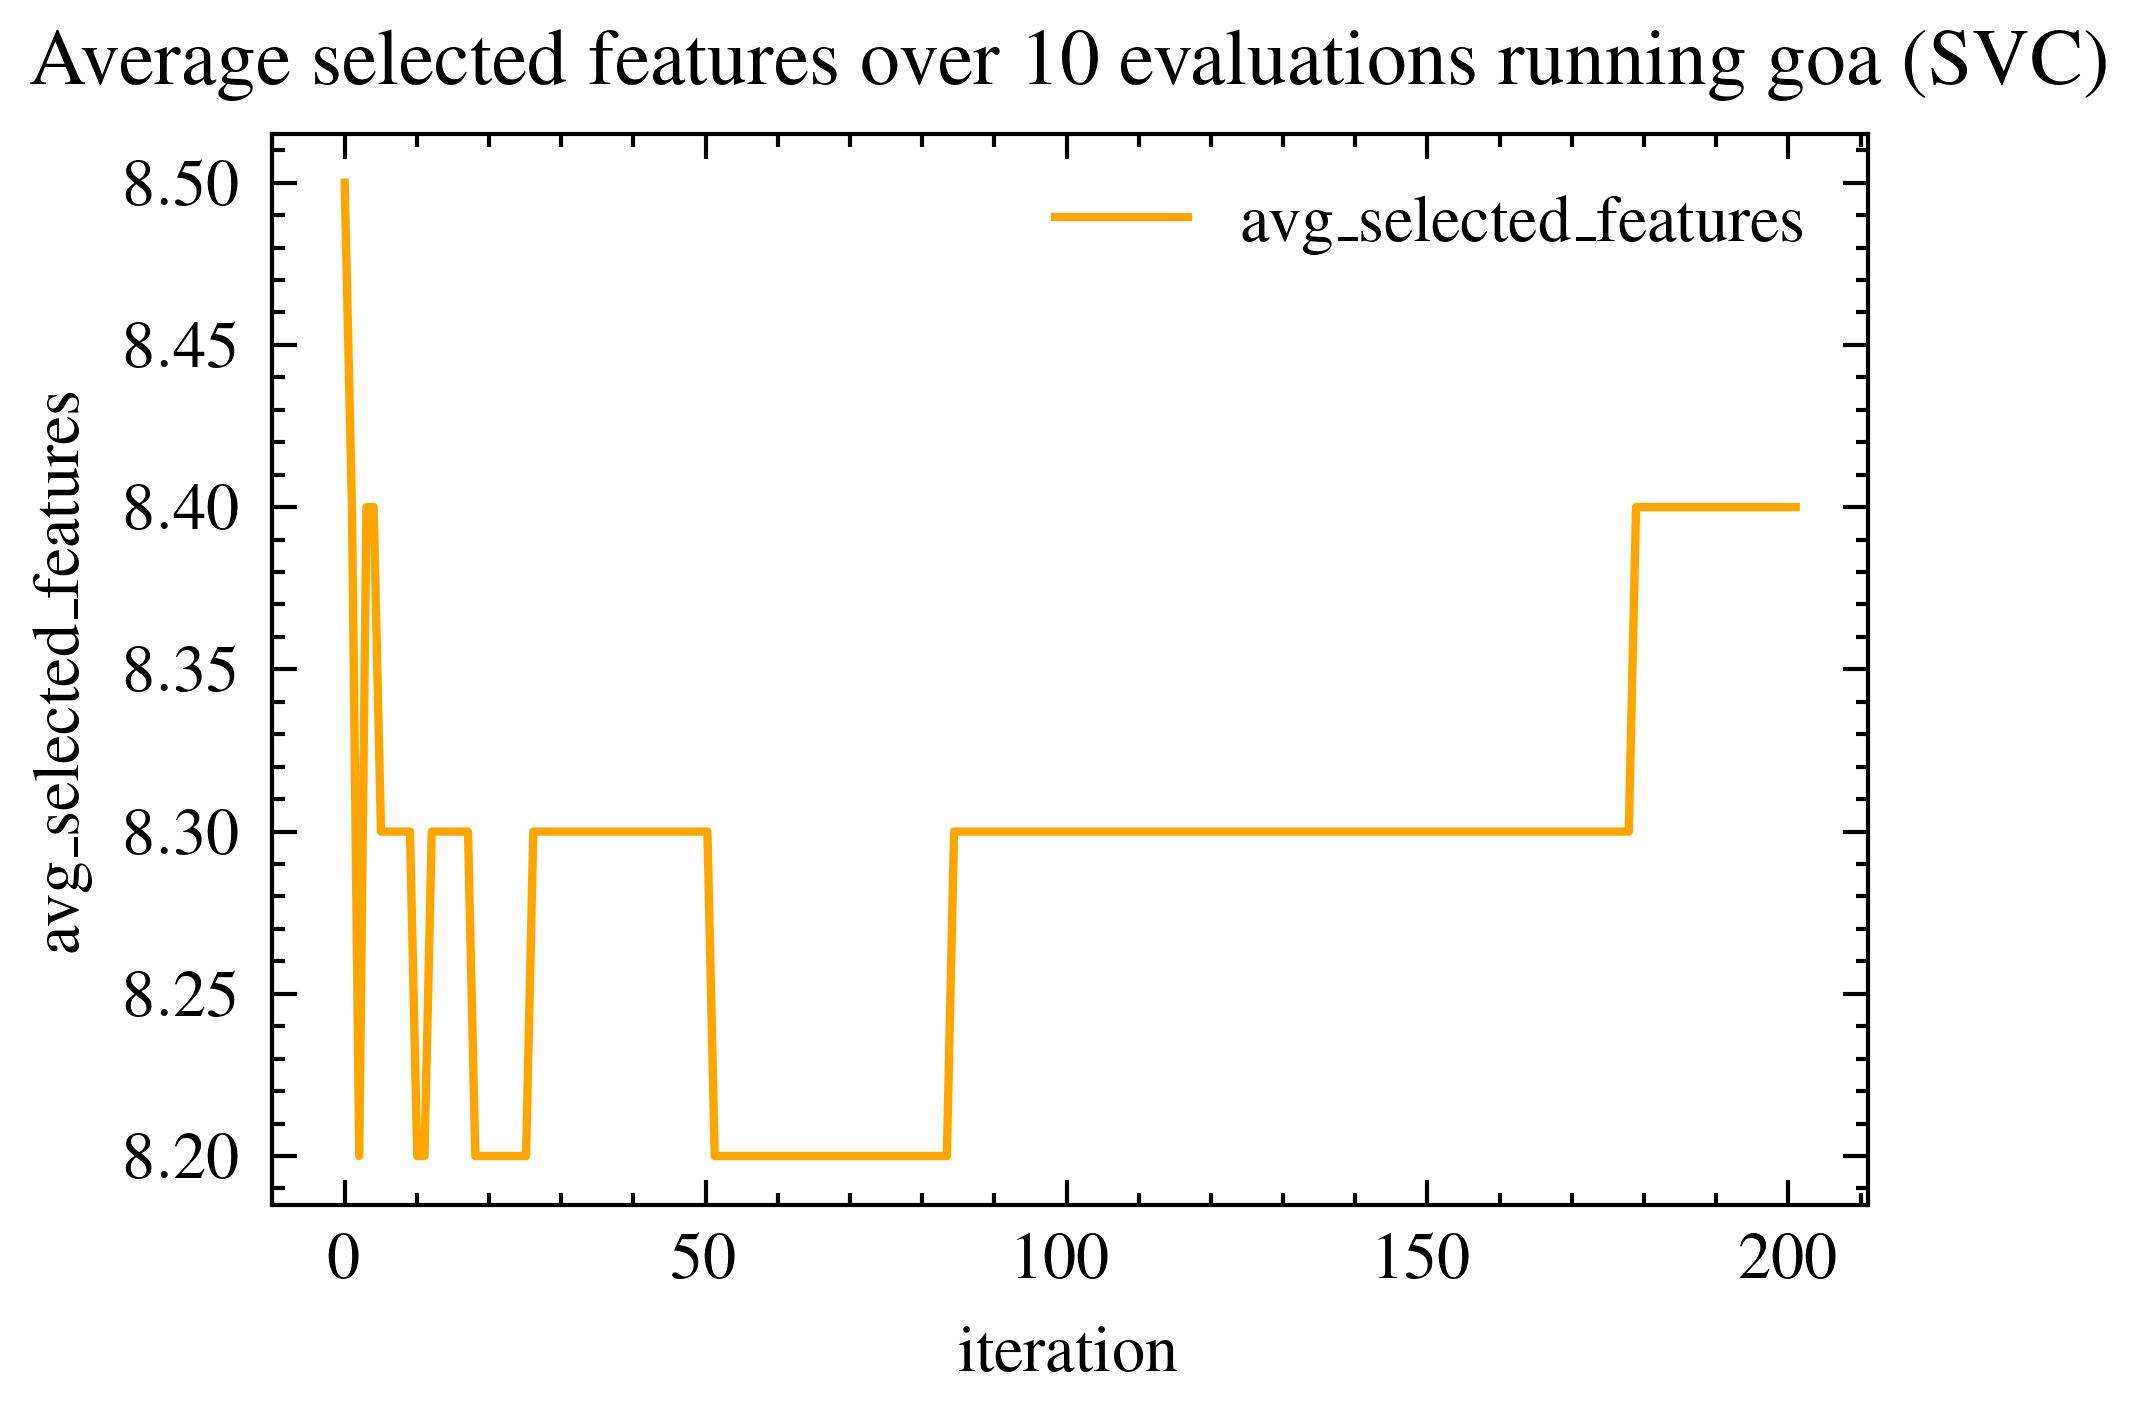 Average selected features over 10 evaluations running goa (SVC)
avg_selected_features
8.50
8.45
8.40
8.35
8.30
8.25
8.20
avg_selected_features
0 50 100 150 200
iteration